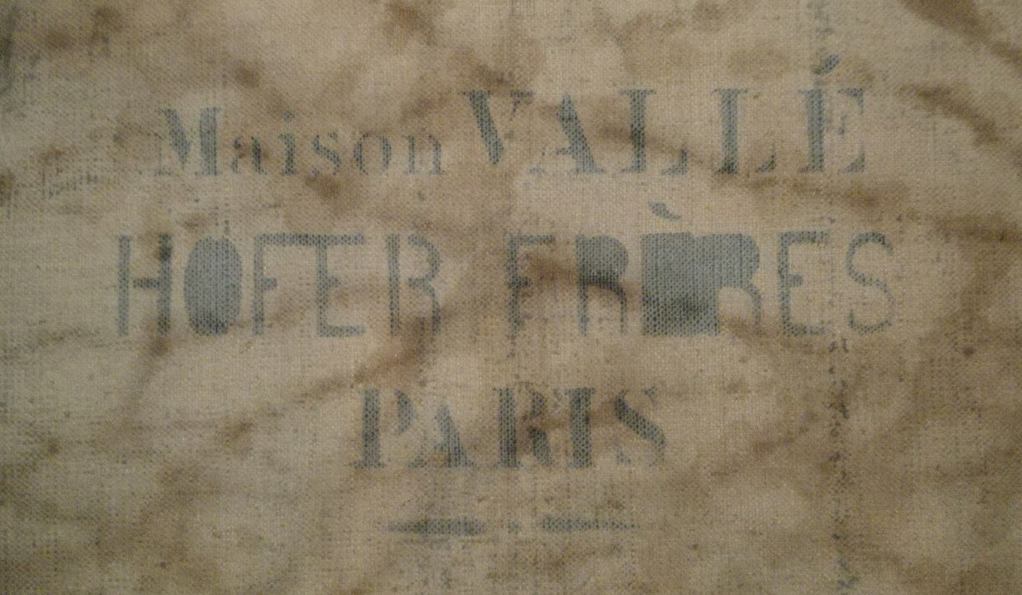 Maison VALLÉ
HOFER FRÈRES
PARIS